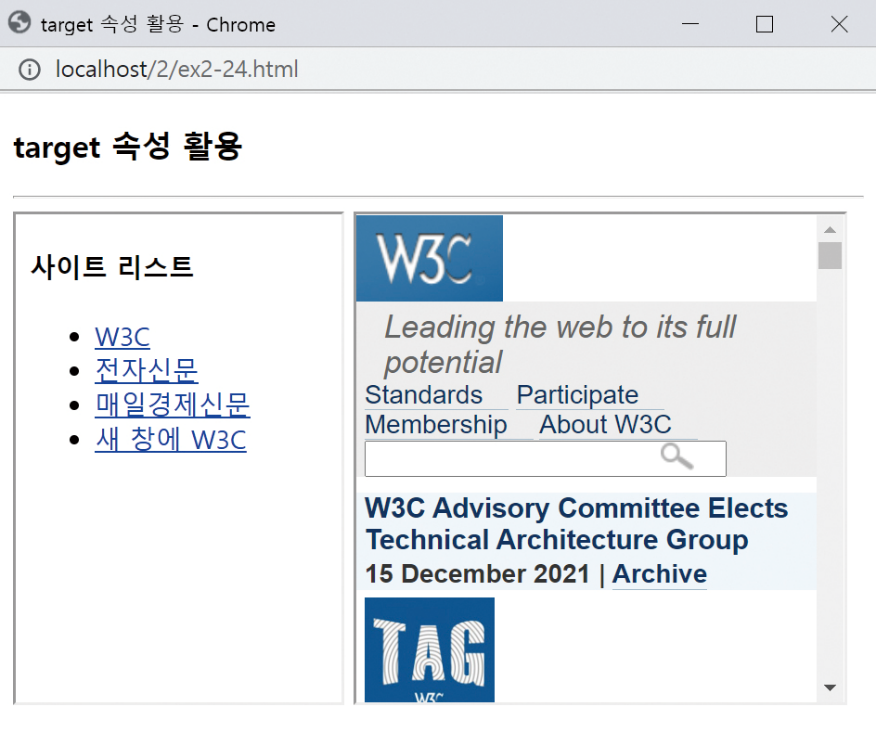 target 속성 활용 - Chrome
localhost/2/ex2-24.html
target 속성 활용
사이트 리스트
W3C
전자신문
매일경제신문
새 창에 W3C
W3C
Leading the web to its full
potential
Standards Participate
Membership About W3C
W3C Advisory Committee Elects
Technical Architecture Group
15 December 2021 | Archive
TAG
W3C